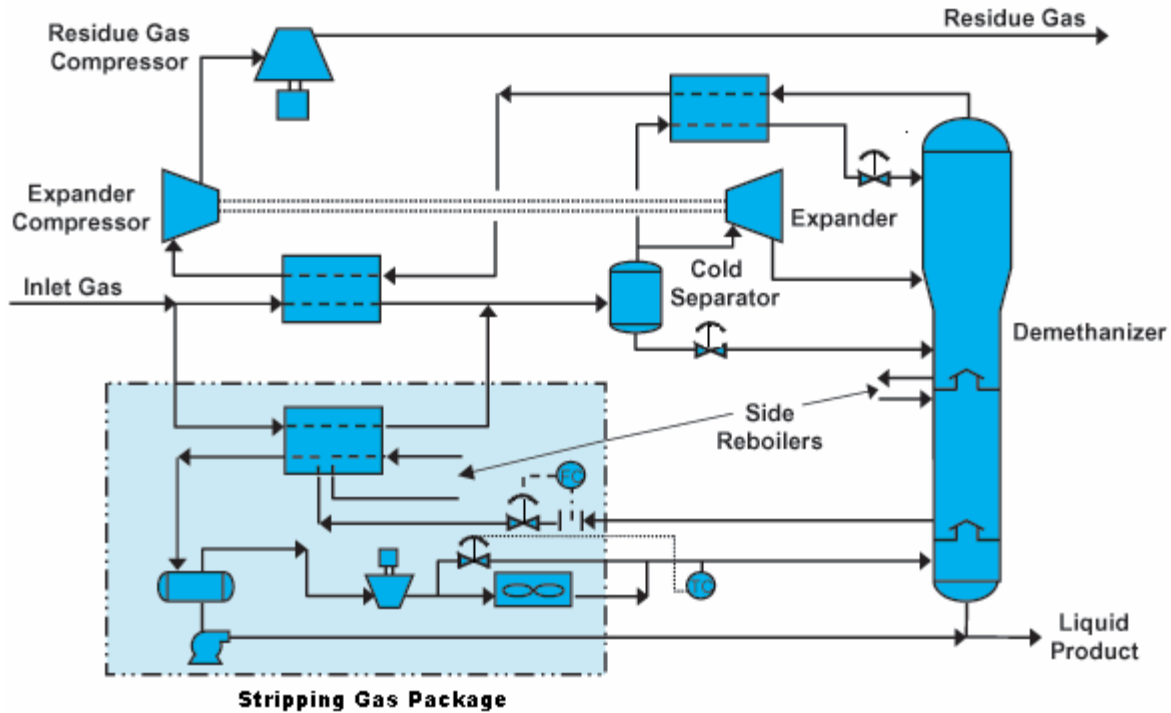 Residue Gas
Compressor
Residue Gas
Expander
Compressor
Expander
Inlet Gas
Cold
Separator
Demethanizer
Side
Reboilers
FC
TC
Liquid
Product
Stripping Gas Package